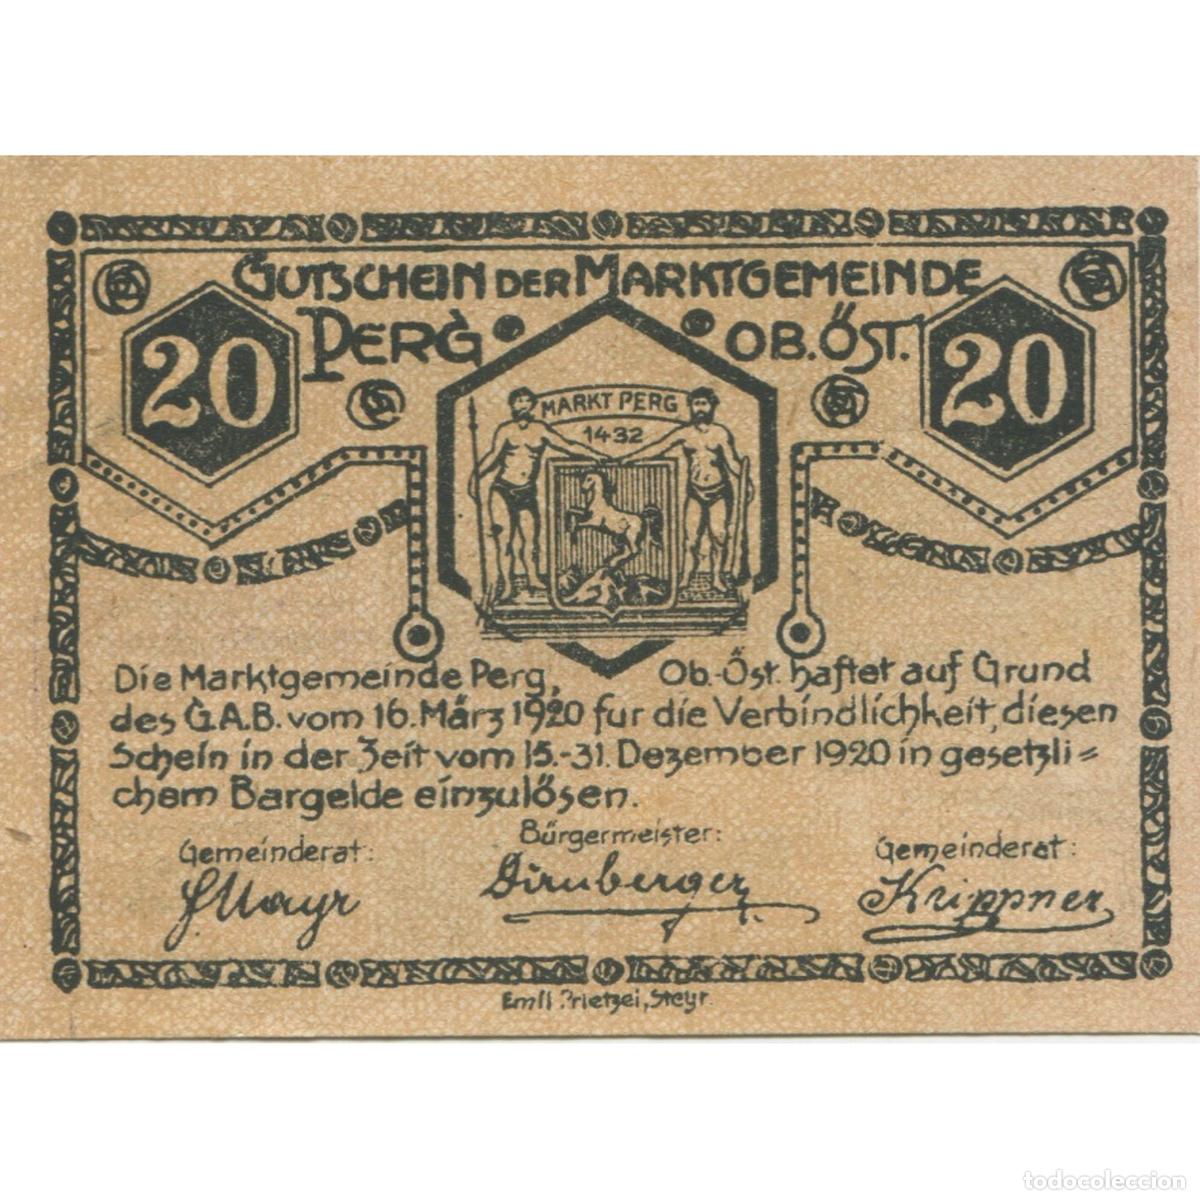 GUTSCHEIN DER MARKTGEMEINDE
20 PERG OB.ÖST. 20
MARKT PERG
1432
Die Marktgemeinde Perg, Ob.-Öst. haftet auf Grund
des G.A.B. vom 16. März 1920 fur die Verbindlichkeit, diesen
Schein in der Zeit vom 15.-31. Dezember 1920 in gesetzli=
chem Bargelde einzulösen.
Gemeinderat: Bürgermeister: Gemeinderat:
Mayr Dirnberger Krippner
Emil Prietzel, Steyr.
todocoleccion